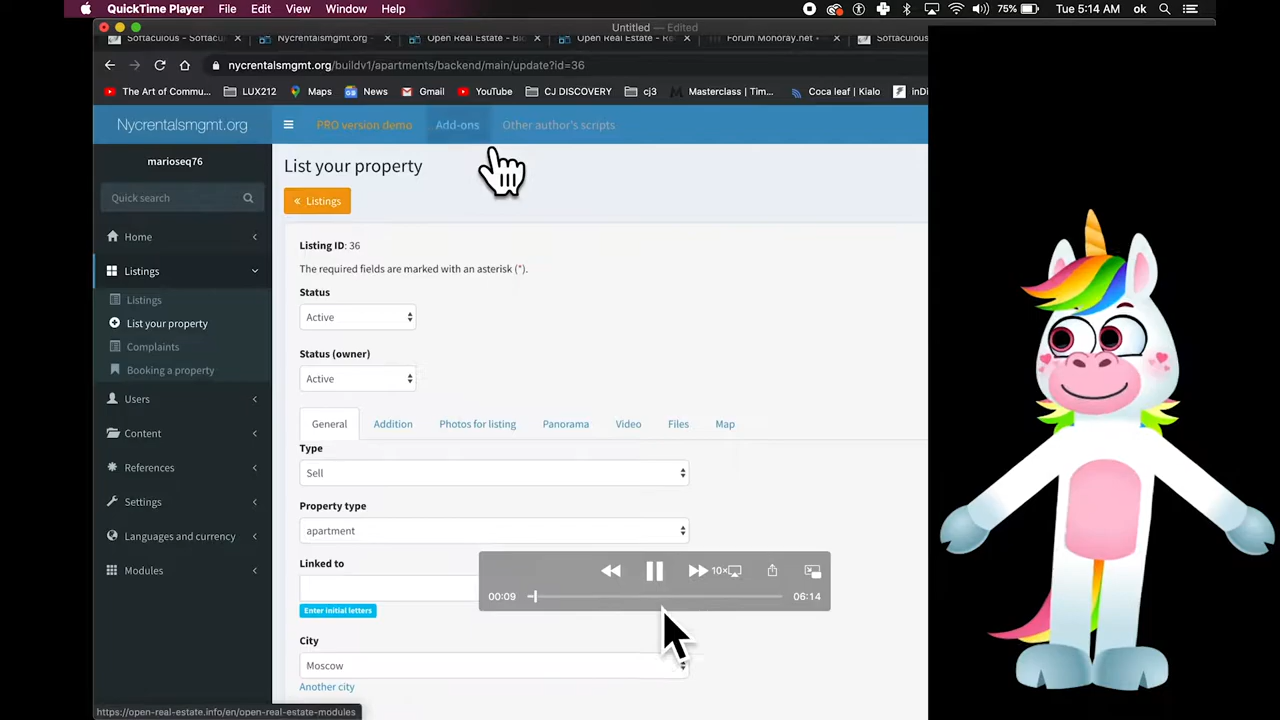 QuickTime Player File Edit View Window Help 75% Tue 5:14 AM ok
Untitled — Edited
Softaculous - Softacu Nycrentalsmgmt.org - Open Real Estate - Bl Open Real Estate - Re Forum Monoray.net - Softaculous
nycrentalsmgmt.org/buildv1/apartments/backend/main/update?id=36
The Art of Commu... LUX212 Maps News Gmail YouTube CJ DISCOVERY cj3 Masterclass | Tim... Coca leaf | Kialo inDi
Nycrentalsmgmt.org PRO version demo Add-ons Other author's scripts
marioseq76
List your property
Quick search
« Listings
Home
Listing ID: 36
Listings
The required fields are marked with an asterisk (*).
Status
Listings
Active
List your property
Complaints
Status (owner)
Booking a property
Active
Users
General Addition Photos for listing Panorama Video Files Map
Content
Type
References
Sell
Settings
Property type
Languages and currency
apartment
Modules
Linked to
10×
00:09 06:14
Enter initial letters
City
Moscow
Another city
https://open-real-estate.info/en/open-real-estate-modules